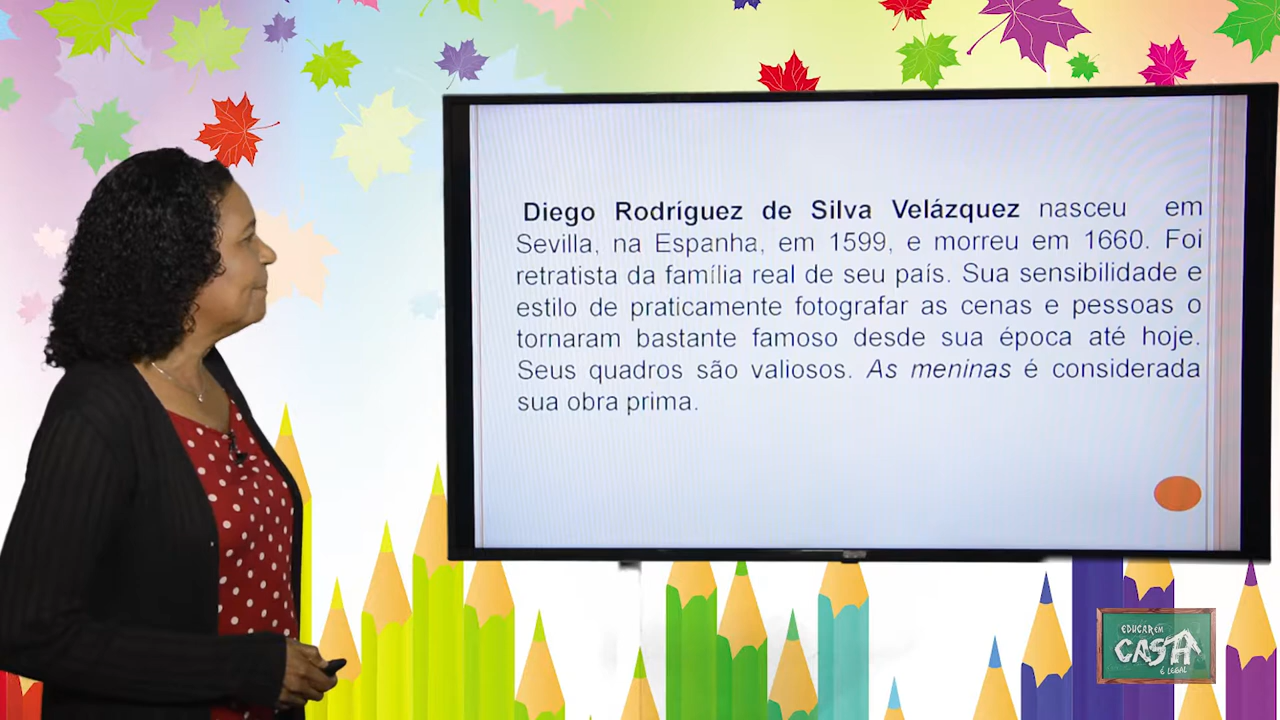 Diego Rodríguez de Silva Velázquez nasceu em
Sevilla, na Espanha, em 1599, e morreu em 1660. Foi
retratista da família real de seu país. Sua sensibilidade e
estilo de praticamente fotografar as cenas e pessoas o
tornaram bastante famoso desde sua época até hoje.
Seus quadros são valiosos. As meninas é considerada
sua obra prima.
EDUCAR EM
CASA
É LEGAL